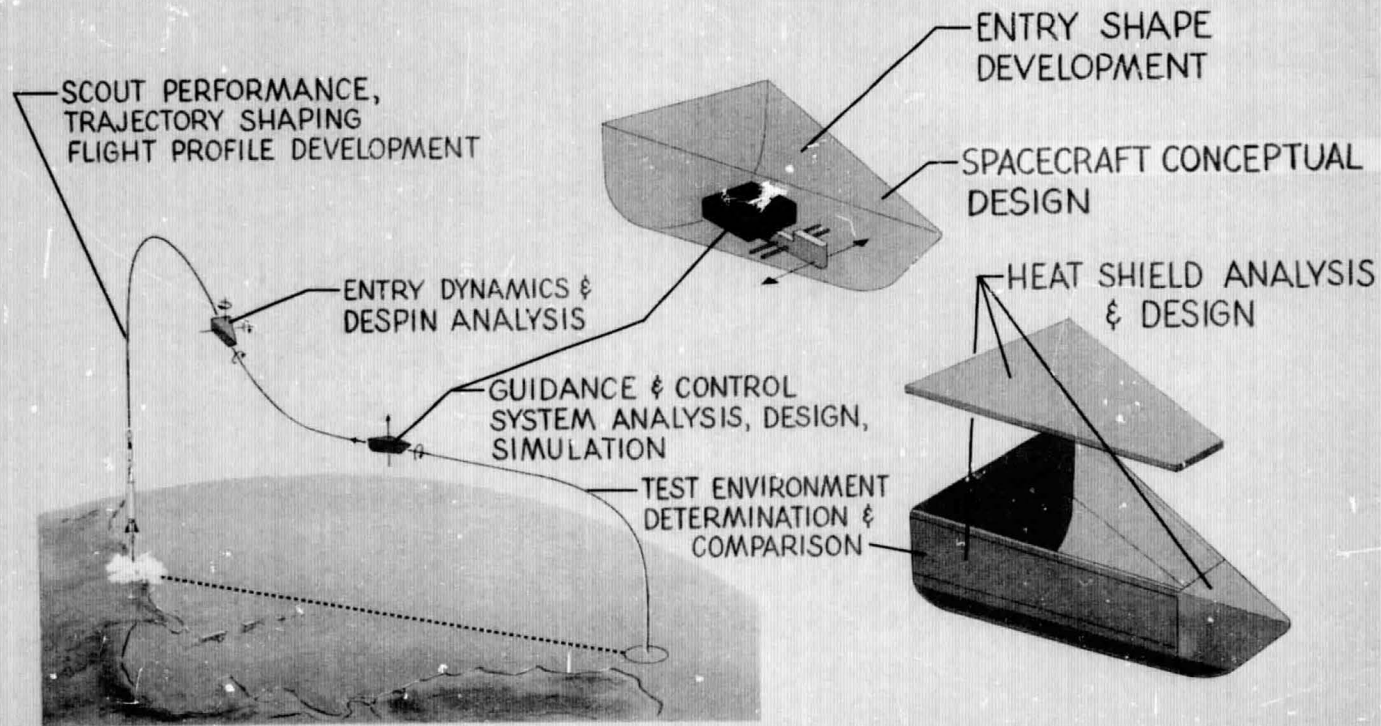 SCOUT PERFORMANCE,
TRAJECTORY SHAPING
FLIGHT PROFILE DEVELOPMENT
ENTRY DYNAMICS &
DESPIN ANALYSIS
GUIDANCE & CONTROL
SYSTEM ANALYSIS, DESIGN,
SIMULATION
TEST ENVIRONMENT
DETERMINATION &
COMPARISON
ENTRY SHAPE
DEVELOPMENT
SPACECRAFT CONCEPTUAL
DESIGN
HEAT SHIELD ANALYSIS
& DESIGN